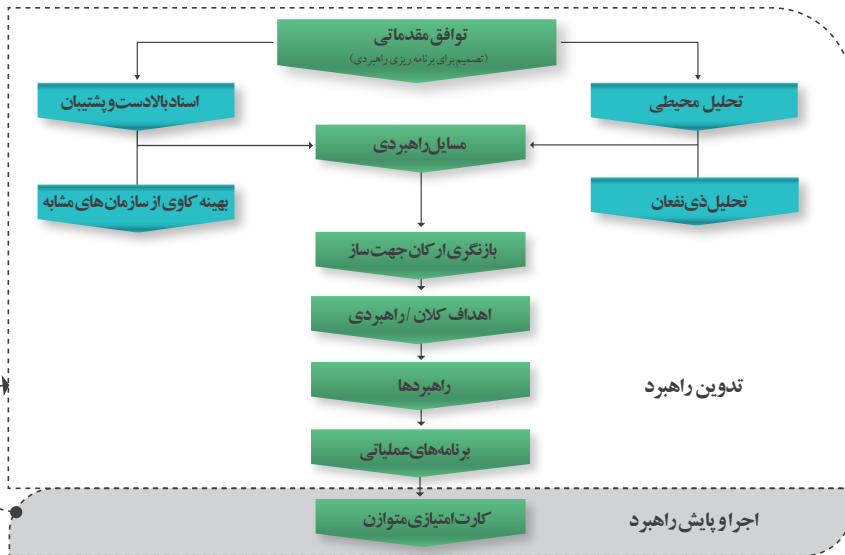 توافق مقدماتی
(تصمیم برای برنامه ریزی راهبردی)
تحلیل محیطی
اسناد بالادست و پشتیبان
مسایل راهبردی
تحلیل ذی نفعان
بهینه کاوی از سازمان های مشابه
بازنگری ارکان جهت ساز
اهداف کلان / راهبردی
راهبردها
تدوین راهبرد
برنامه‌های عملیاتی
کارت امتیازی متوازن
اجرا و پایش راهبرد